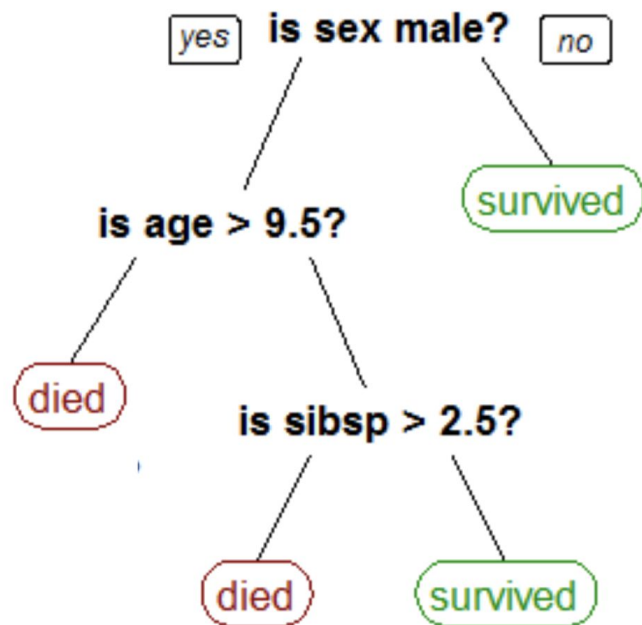 yes is sex male? no
survived
is age > 9.5?
died
is sibsp > 2.5?
died survived